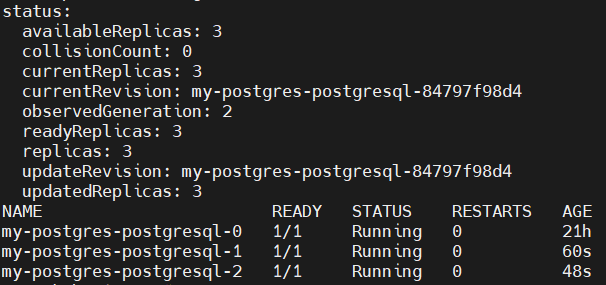 status:
  availableReplicas: 3
  collisionCount: 0
  currentReplicas: 3
  currentRevision: my-postgres-postgresql-84797f98d4
  observedGeneration: 2
  readyReplicas: 3
  replicas: 3
  updateRevision: my-postgres-postgresql-84797f98d4
  updatedReplicas: 3
NAME                       READY   STATUS    RESTARTS   AGE
my-postgres-postgresql-0   1/1     Running   0          21h
my-postgres-postgresql-1   1/1     Running   0          60s
my-postgres-postgresql-2   1/1     Running   0          48s